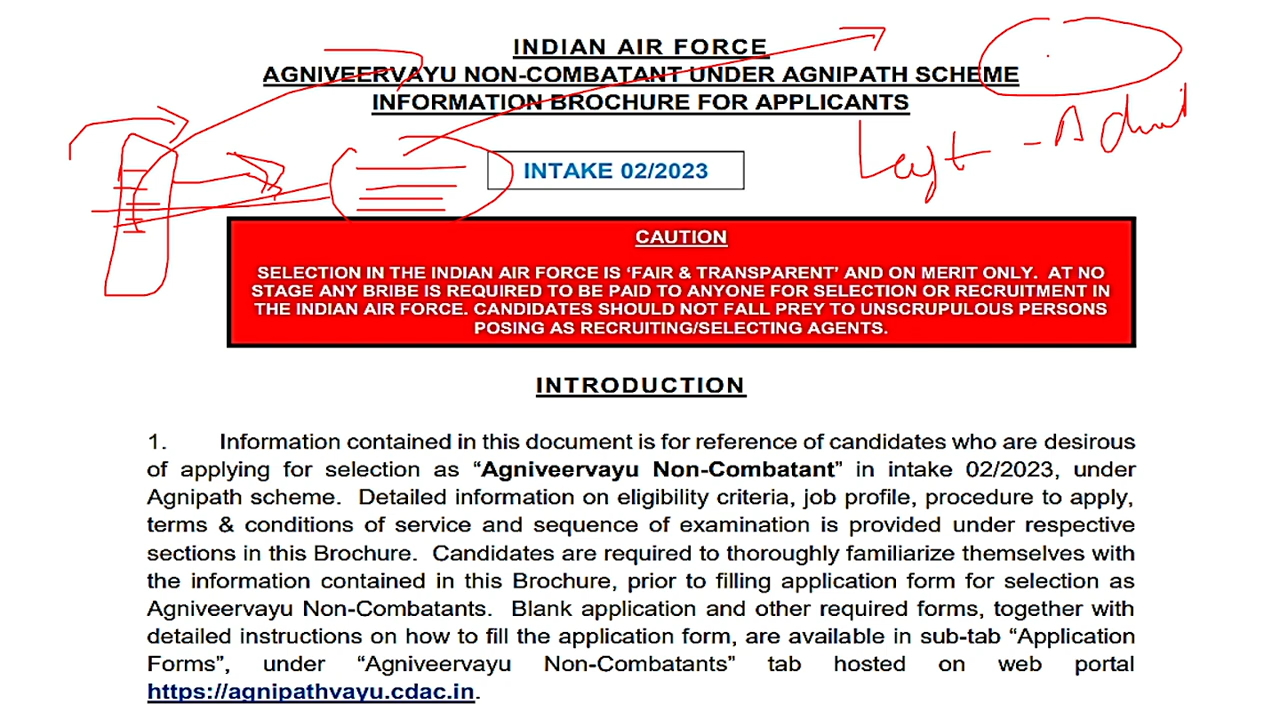 INDIAN AIR FORCE
AGNIVEERVAYU NON-COMBATANT UNDER AGNIPATH SCHEME
INFORMATION BROCHURE FOR APPLICANTS
INTAKE 02/2023
CAUTION
SELECTION IN THE INDIAN AIR FORCE IS ‘FAIR & TRANSPARENT’ AND ON MERIT ONLY. AT NO
STAGE ANY BRIBE IS REQUIRED TO BE PAID TO ANYONE FOR SELECTION OR RECRUITMENT IN
THE INDIAN AIR FORCE. CANDIDATES SHOULD NOT FALL PREY TO UNSCRUPULOUS PERSONS
POSING AS RECRUITING/SELECTING AGENTS.
INTRODUCTION
1. Information contained in this document is for reference of candidates who are desirous
of applying for selection as “Agniveervayu Non-Combatant” in intake 02/2023, under
Agnipath scheme. Detailed information on eligibility criteria, job profile, procedure to apply,
terms & conditions of service and sequence of examination is provided under respective
sections in this Brochure. Candidates are required to thoroughly familiarize themselves with
the information contained in this Brochure, prior to filling application form for selection as
Agniveervayu Non-Combatants. Blank application and other required forms, together with
detailed instructions on how to fill the application form, are available in sub-tab “Application
Forms”, under “Agniveervayu Non-Combatants” tab hosted on web portal
https://agnipathvayu.cdac.in.